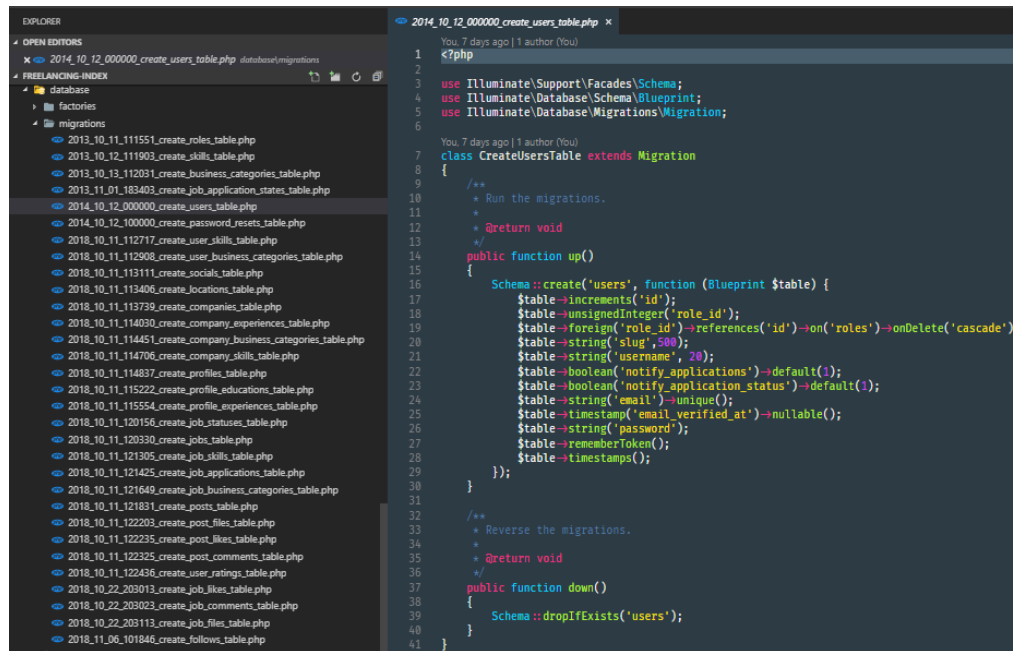 EXPLORER
OPEN EDITORS
2014_10_12_000000_create_users_table.php database\migrations
FREELANCING-INDEX
database
factories
migrations
2013_10_11_111551_create_roles_table.php
2013_10_12_111903_create_skills_table.php
2013_10_13_112031_create_business_categories_table.php
2013_11_01_183403_create_job_application_states_table.php
2014_10_12_000000_create_users_table.php
2014_10_12_100000_create_password_resets_table.php
2018_10_11_112717_create_user_skills_table.php
2018_10_11_112908_create_user_business_categories_table.php
2018_10_11_113111_create_socials_table.php
2018_10_11_113406_create_locations_table.php
2018_10_11_113739_create_companies_table.php
2018_10_11_114030_create_company_experiences_table.php
2018_10_11_114451_create_company_business_categories_table.php
2018_10_11_114706_create_company_skills_table.php
2018_10_11_114837_create_profiles_table.php
2018_10_11_115222_create_profile_educations_table.php
2018_10_11_115554_create_profile_experiences_table.php
2018_10_11_120156_create_job_statuses_table.php
2018_10_11_120330_create_jobs_table.php
2018_10_11_121305_create_job_skills_table.php
2018_10_11_121425_create_job_applications_table.php
2018_10_11_121649_create_job_business_categories_table.php
2018_10_11_121831_create_posts_table.php
2018_10_11_122203_create_post_files_table.php
2018_10_11_122235_create_post_likes_table.php
2018_10_11_122325_create_post_comments_table.php
2018_10_11_122436_create_user_ratings_table.php
2018_10_22_203013_create_job_likes_table.php
2018_10_22_203023_create_job_comments_table.php
2018_10_22_203113_create_job_files_table.php
2018_11_06_101846_create_follows_table.php
2014_10_12_000000_create_users_table.php ×
You, 7 days ago | 1 author (You)
1 <?php
2
3 use Illuminate\Support\Facades\Schema;
4 use Illuminate\Database\Schema\Blueprint;
5 use Illuminate\Database\Migrations\Migration;
6
You, 7 days ago | 1 author (You)
7 class CreateUsersTable extends Migration
8 {
9 /**
10 * Run the migrations.
11 *
12 * @return void
13 */
14 public function up()
15 {
16 Schema::create('users', function (Blueprint $table) {
17 $table→increments('id');
18 $table→unsignedInteger('role_id');
19 $table→foreign('role_id')→references('id')→on('roles')→onDelete('cascade')
20 $table→string('slug',500);
21 $table→string('username', 20);
22 $table→boolean('notify_applications')→default(1);
23 $table→boolean('notify_application_status')→default(1);
24 $table→string('email')→unique();
25 $table→timestamp('email_verified_at')→nullable();
26 $table→string('password');
27 $table→rememberToken();
28 $table→timestamps();
29 });
30 }
31
32 /**
33 * Reverse the migrations.
34 *
35 * @return void
36 */
37 public function down()
38 {
39 Schema::dropIfExists('users');
40 }
41 }